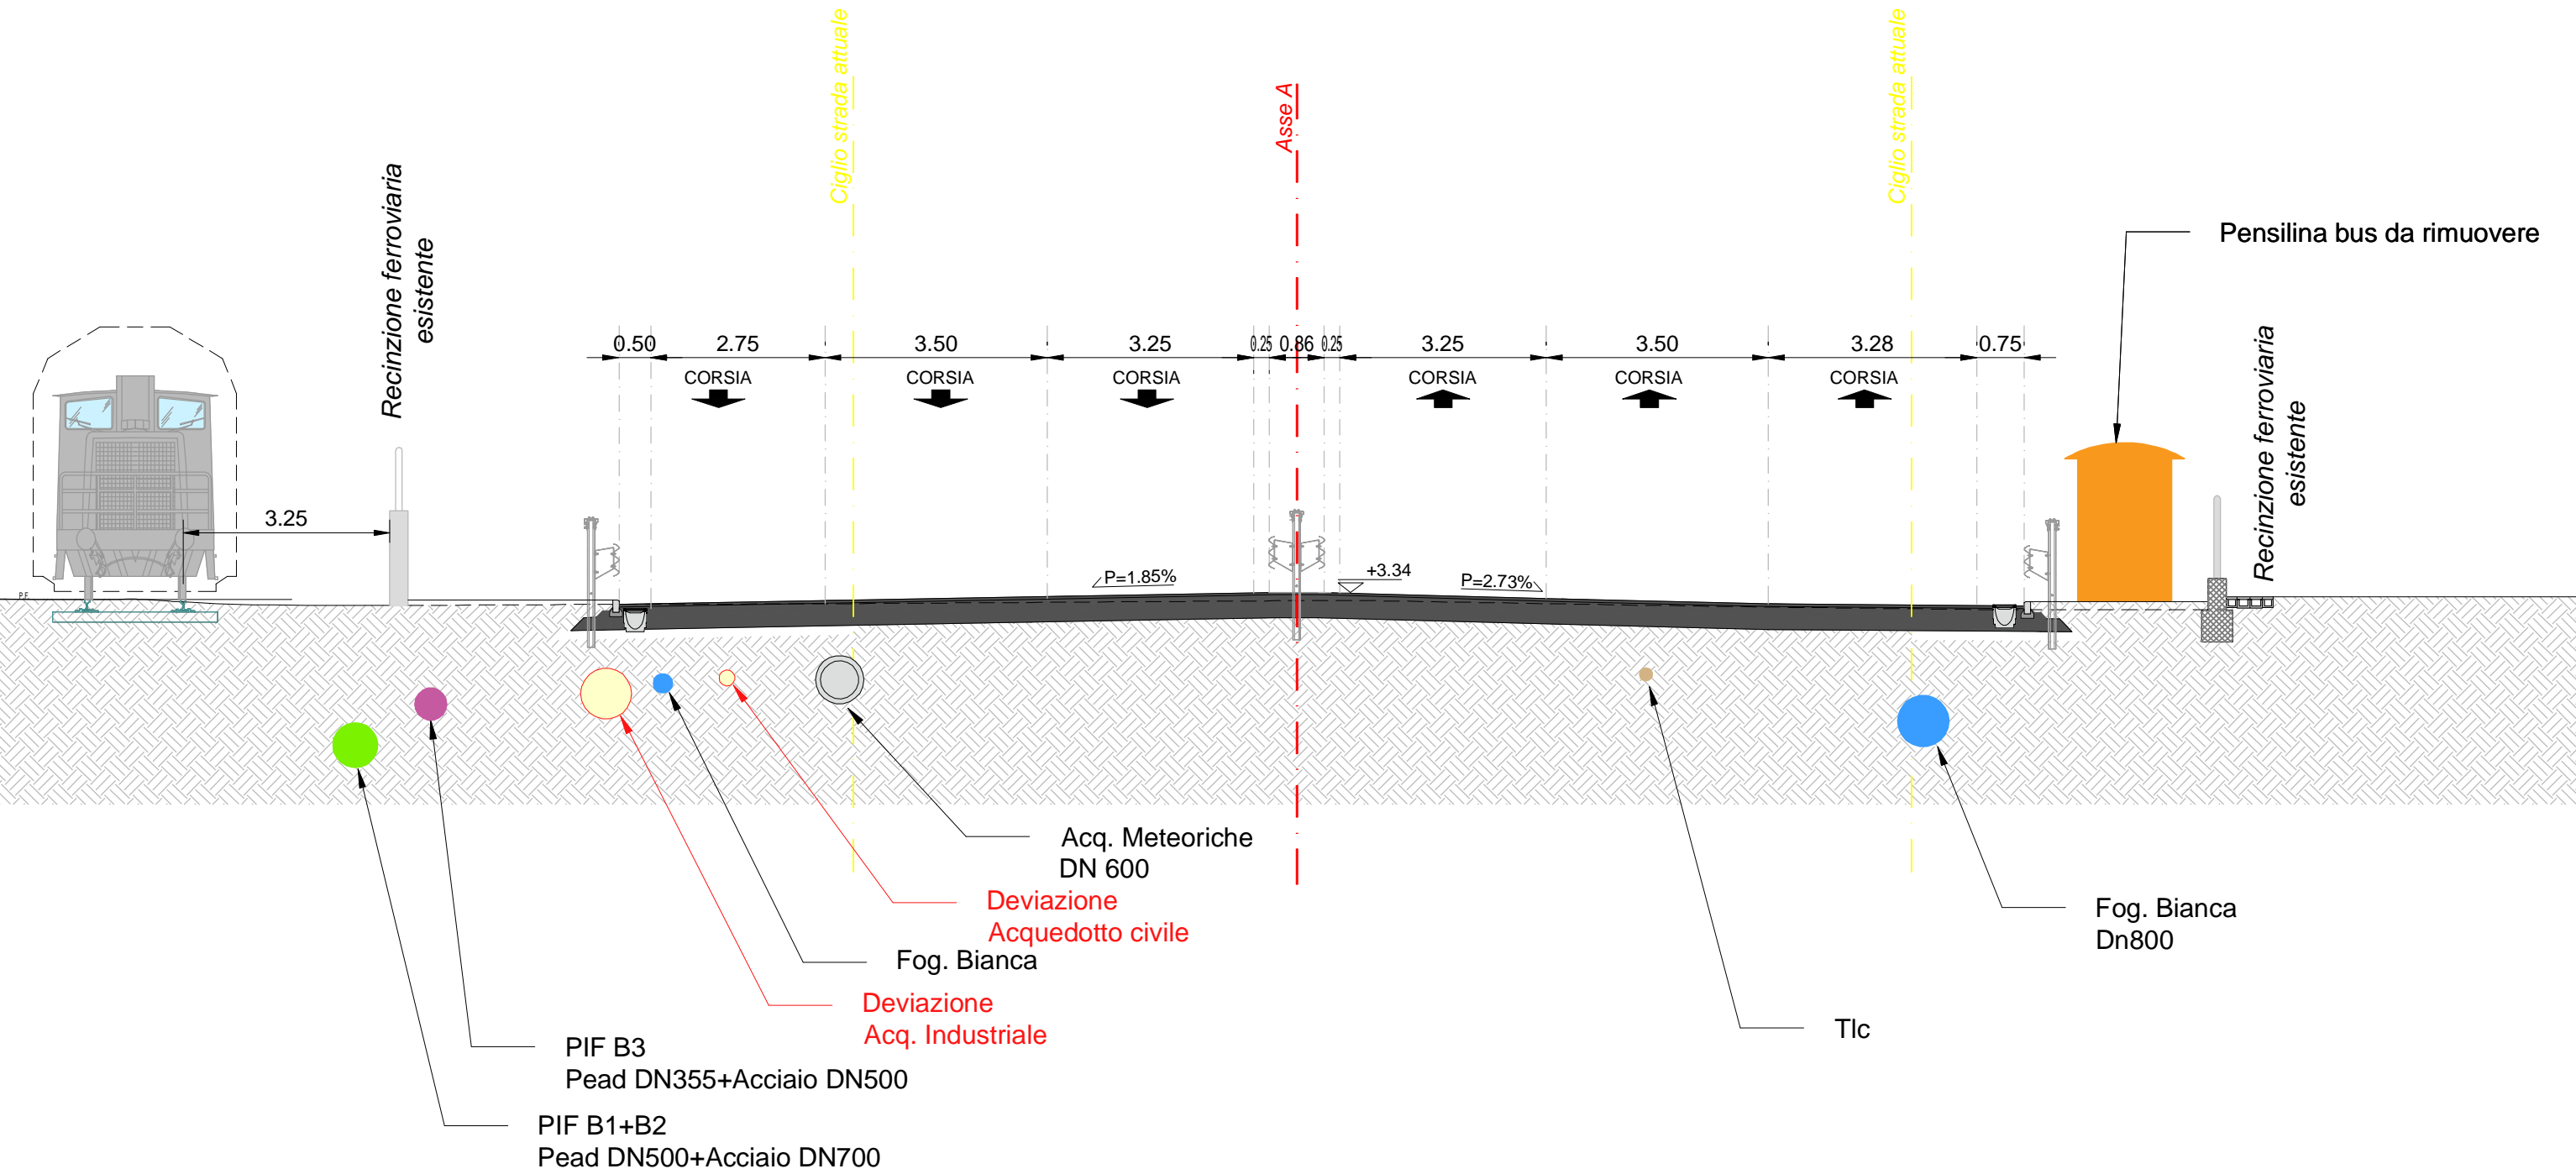 Ciglio strada attuale
Asse A
Ciglio strada attuale
Recinzione ferroviaria
esistente
Pensilina bus da rimuovere
Recinzione ferroviaria
esistente
0.50 2.75 3.50 3.25 0.25 0.86 0.25 3.25 3.50 3.28 0.75
CORSIA CORSIA CORSIA CORSIA CORSIA CORSIA
3.25
P=1.85%
+3.34
P=2.73%
P.F.
Acq. Meteoriche
DN 600
Deviazione
Acquedotto civile
Fog. Bianca
Deviazione
Acq. Industriale
PIF B3
Pead DN355+Acciaio DN500
PIF B1+B2
Pead DN500+Acciaio DN700
Tlc
Fog. Bianca
Dn800